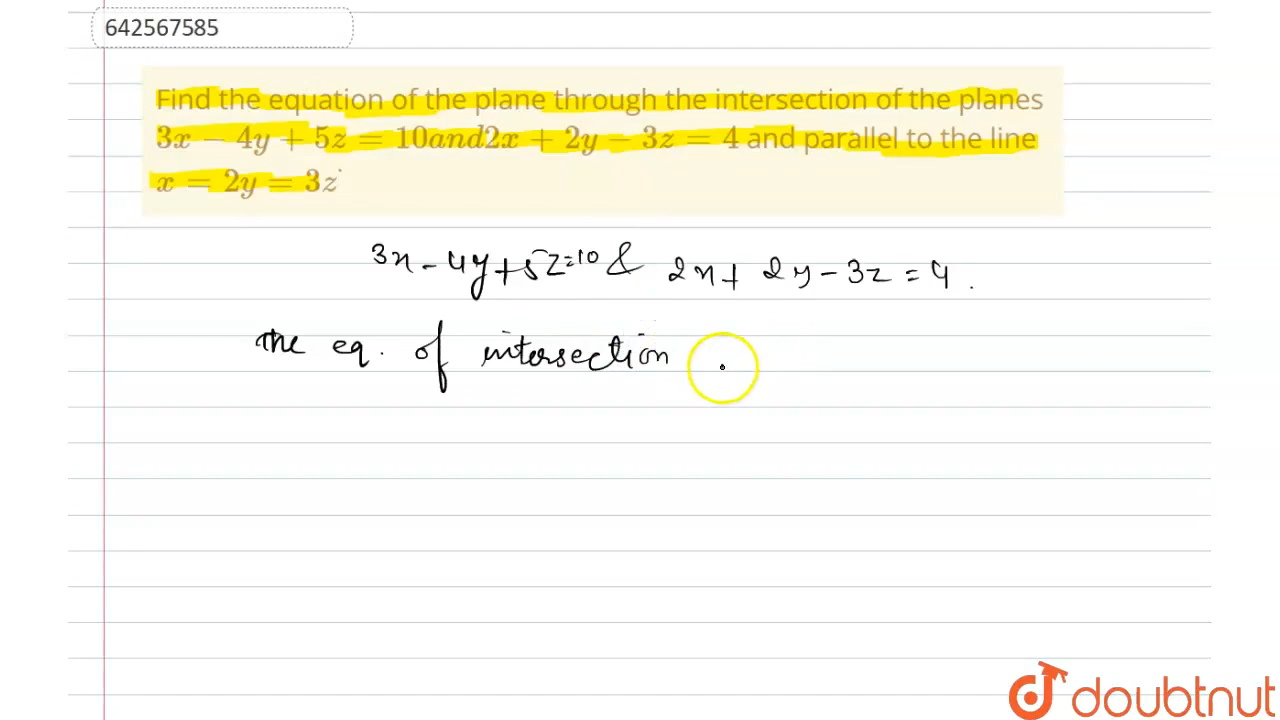 642567585
Find the equation of the plane through the intersection of the planes
3x − 4y + 5z = 10and2x + 2y − 3z = 4 and parallel to the line
x = 2y = 3z
3x - 4y + 5z = 10 & 2x + 2y - 3z = 4 .
The eq. of intersection
doubtnut